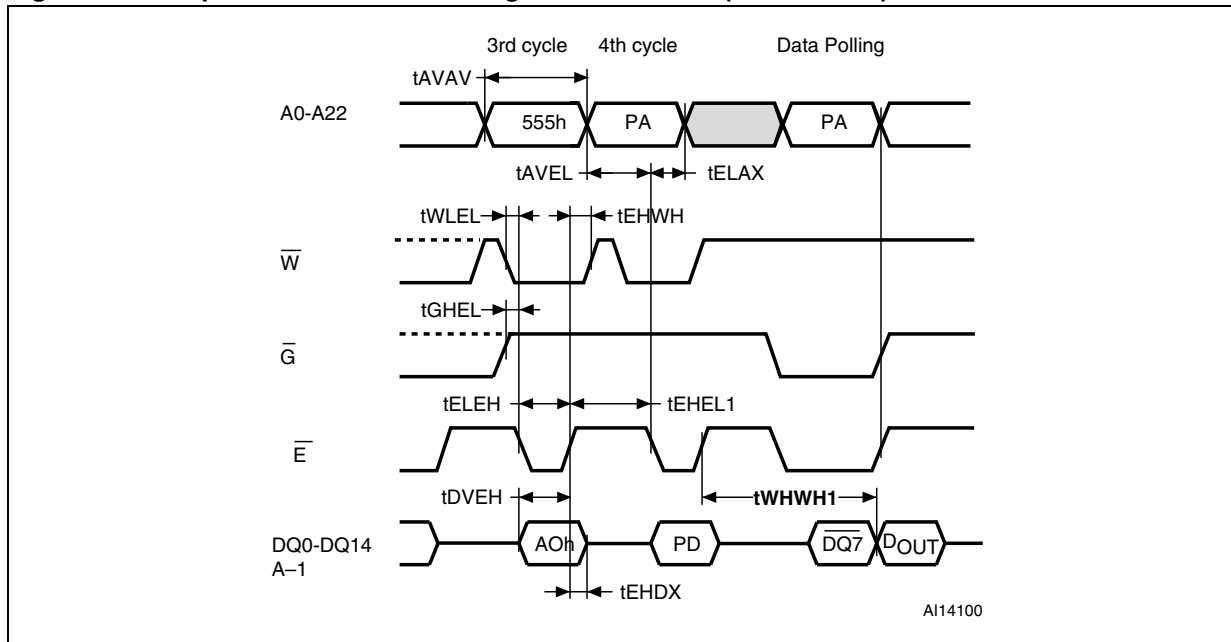 3rd cycle 4th cycle Data Polling
tAVAV
A0-A22 555h PA PA
tAVEL tELAX
tWLEL tEHWH
W
tGHEL
G
tELEH tEHEL1
E
tDVEH tWHWH1
DQ0-DQ14 AOh PD DQ7 DOUT
A–1
tEHDX
AI14100